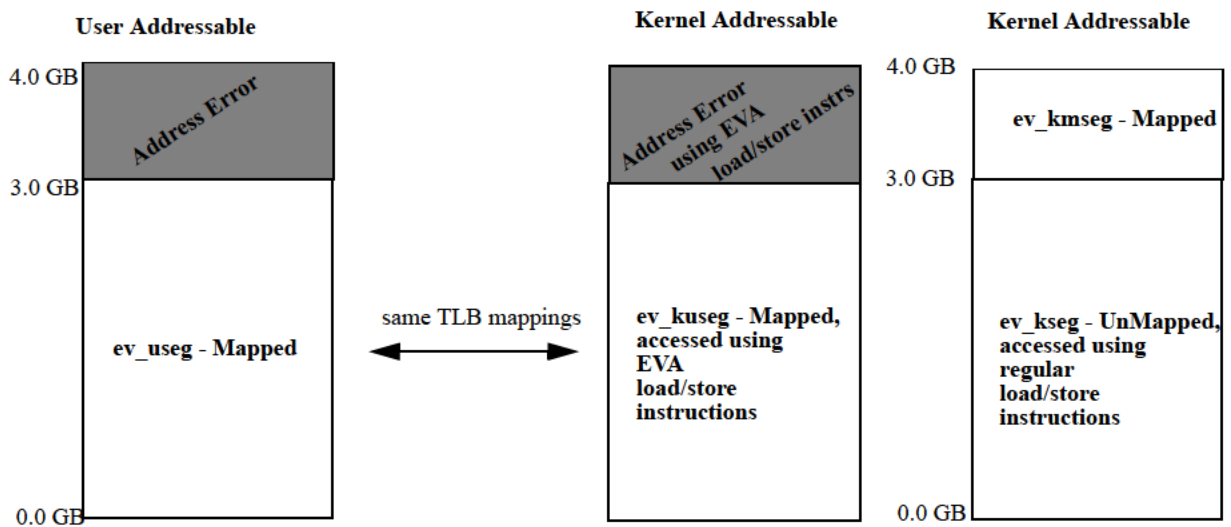 User Addressable
4.0 GB
Address Error
3.0 GB
ev_useg - Mapped
0.0 GB
same TLB mappings
Kernel Addressable
Address Error
using EVA
load/store instrs
ev_kuseg - Mapped,
accessed using
EVA
load/store
instructions
Kernel Addressable
4.0 GB
ev_kmseg - Mapped
3.0 GB
ev_kseg - UnMapped,
accessed using
regular
load/store
instructions
0.0 GB